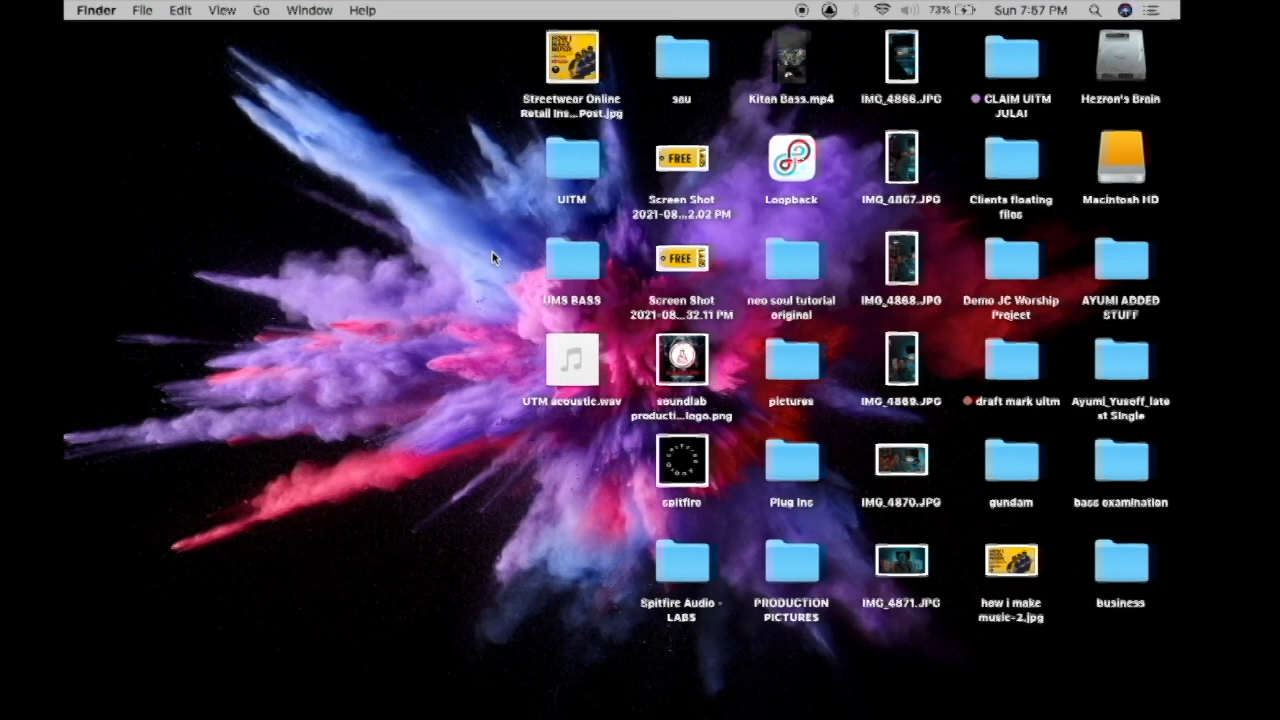 Finder File Edit View Go Window Help 73% Sun 7:57 PM
Streetwear Online
Retail Ins...Post.jpg
sau
Kitan Bass.mp4
IMG_4866.JPG
CLAIM UITM
JULAI
Hezron's Brain
UITM
FREE
Screen Shot
2021-08...2.02 PM
Loopback
IMG_4867.JPG
Clients floating
files
Macintosh HD
UMS BASS
FREE
Screen Shot
2021-08...32.11 PM
neo soul tutorial
original
IMG_4868.JPG
Demo JC Worship
Project
AYUMI ADDED
STUFF
UTM acoustic.wav
soundlab
producti...logo.png
pictures
IMG_4869.JPG
draft mark uitm
Ayumi_Yusoff_late
st Single
spitfire
Plug Ins
IMG_4870.JPG
gundam
bass examination
Spitfire Audio -
LABS
PRODUCTION
PICTURES
IMG_4871.JPG
how i make
music-2.jpg
business